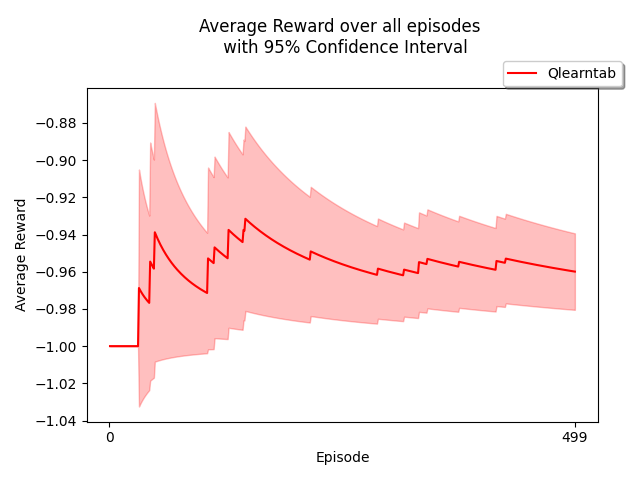 Average Reward over all episodes
with 95% Confidence Interval
Qlearntab
−0.88
−0.90
−0.92
−0.94
−0.96
−0.98
−1.00
−1.02
−1.04
Average Reward
0
499
Episode